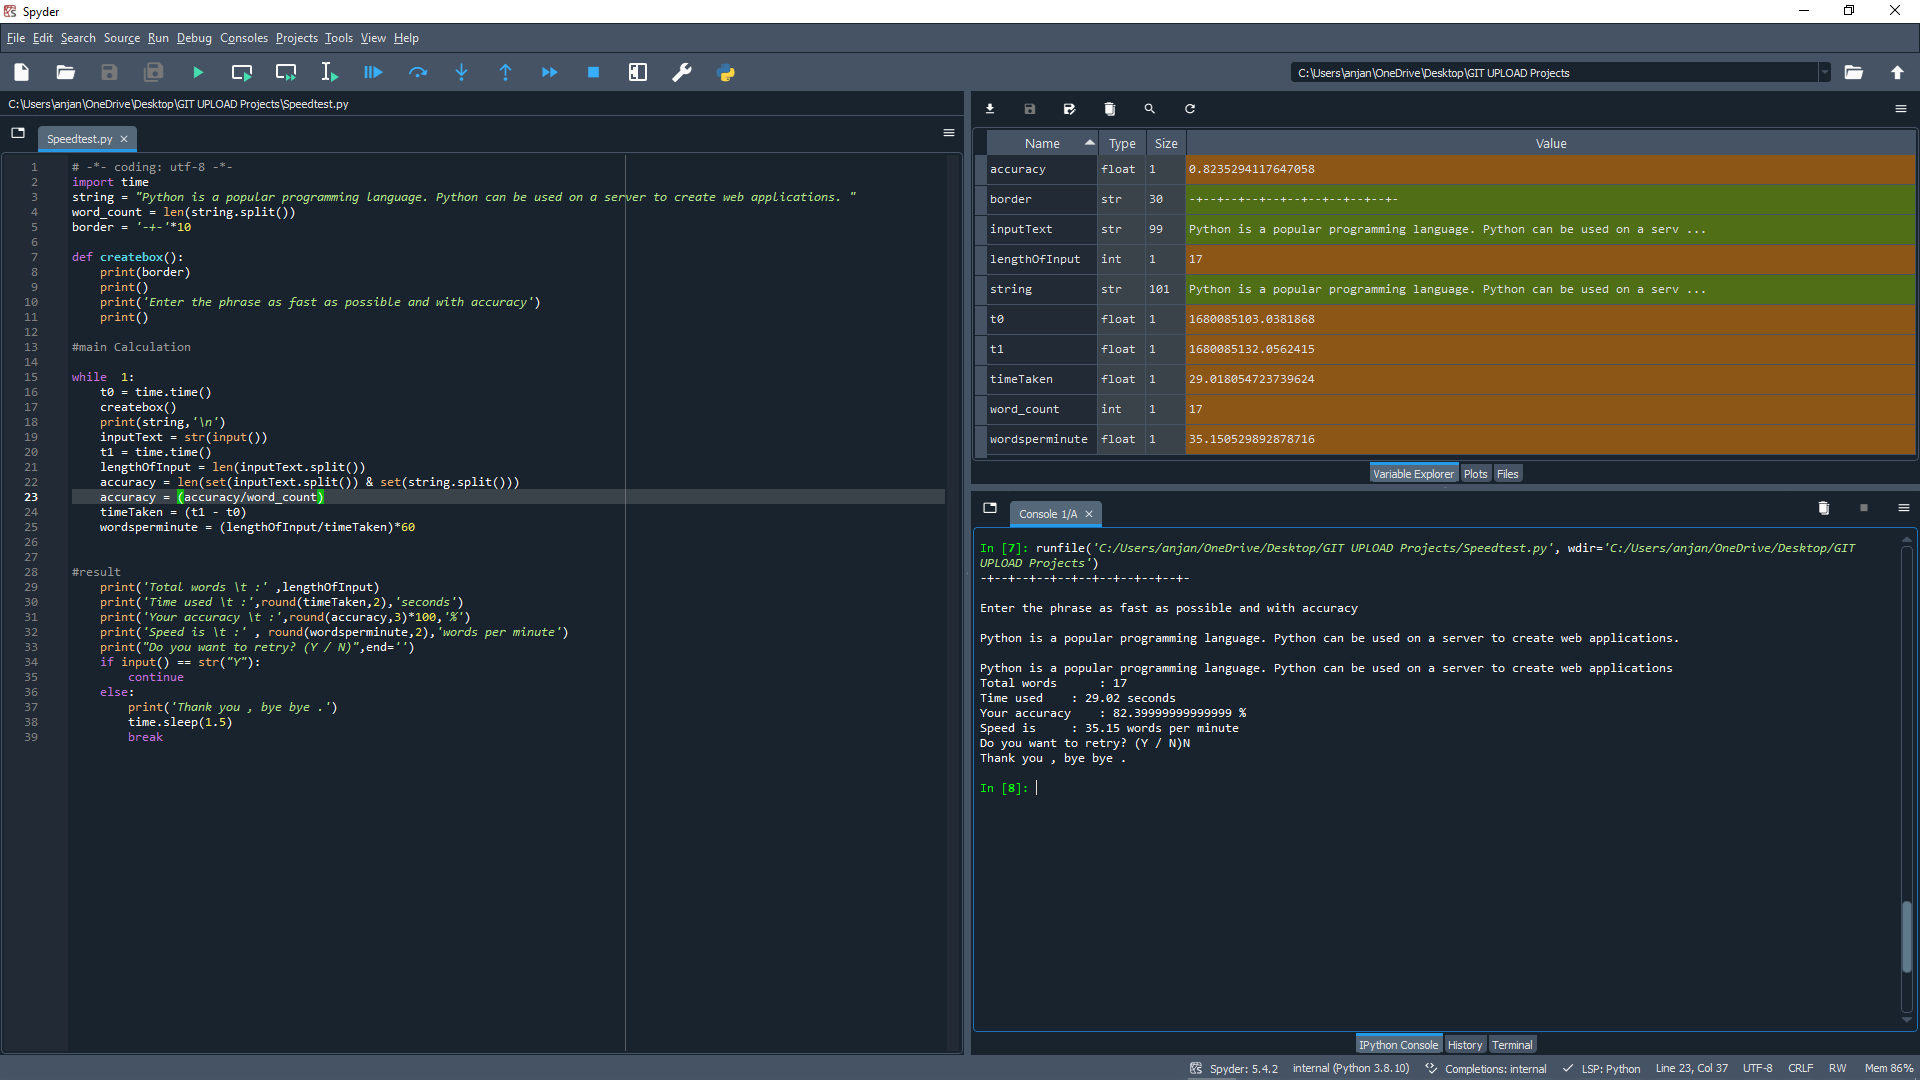 Spyder
File Edit Search Source Run Debug Consoles Projects Tools View Help
C:\Users\anjan\OneDrive\Desktop\GIT UPLOAD Projects
C:\Users\anjan\OneDrive\Desktop\GIT UPLOAD Projects\Speedtest.py
Speedtest.py
1 # -*- coding: utf-8 -*-
2 import time
3 string = "Python is a popular programming language. Python can be used on a server to create web applications. "
4 word_count = len(string.split())
5 border = '-+-'*10
6
7 def createbox():
8     print(border)
9     print()
10     print('Enter the phrase as fast as possible and with accuracy')
11     print()
12
13 #main Calculation
14
15 while  1:
16     t0 = time.time()
17     createbox()
18     print(string,'\n')
19     inputText = str(input())
20     t1 = time.time()
21     lengthOfInput = len(inputText.split())
22     accuracy = len(set(inputText.split()) & set(string.split()))
23     accuracy = (accuracy/word_count)
24     timeTaken = (t1 - t0)
25     wordsperminute = (lengthOfInput/timeTaken)*60
26
27
28 #result
29     print('Total words \t :' ,lengthOfInput)
30     print('Time used \t :',round(timeTaken,2),'seconds')
31     print('Your accuracy \t :',round(accuracy,3)*100,'%')
32     print('Speed is \t :' , round(wordsperminute,2),'words per minute')
33     print("Do you want to retry? (Y / N)",end='')
34     if input() == str("Y"):
35         continue
36     else:
37         print('Thank you , bye bye .')
38         time.sleep(1.5)
39         break
Name Type Size Value
accuracy float 1 0.8235294117647058
border str 30 -+--+--+--+--+--+--+--+--+--+-
inputText str 99 Python is a popular programming language. Python can be used on a serv ...
lengthOfInput int 1 17
string str 101 Python is a popular programming language. Python can be used on a serv ...
t0 float 1 1680085103.0381868
t1 float 1 1680085132.0562415
timeTaken float 1 29.018054723739624
word_count int 1 17
wordsperminute float 1 35.150529892878716
Variable Explorer Plots Files
Console 1/A
In [7]: runfile('C:/Users/anjan/OneDrive/Desktop/GIT UPLOAD Projects/Speedtest.py', wdir='C:/Users/anjan/OneDrive/Desktop/GIT
UPLOAD Projects')
-+--+--+--+--+--+--+--+--+--+-
Enter the phrase as fast as possible and with accuracy
Python is a popular programming language. Python can be used on a server to create web applications.
Python is a popular programming language. Python can be used on a server to create web applications
Total words      : 17
Time used    : 29.02 seconds
Your accuracy    : 82.39999999999999 %
Speed is     : 35.15 words per minute
Do you want to retry? (Y / N)N
Thank you , bye bye .
In [8]:
IPython Console History Terminal
Spyder: 5.4.2 internal (Python 3.8.10) Completions: internal LSP: Python Line 23, Col 37 UTF-8 CRLF RW Mem 86%